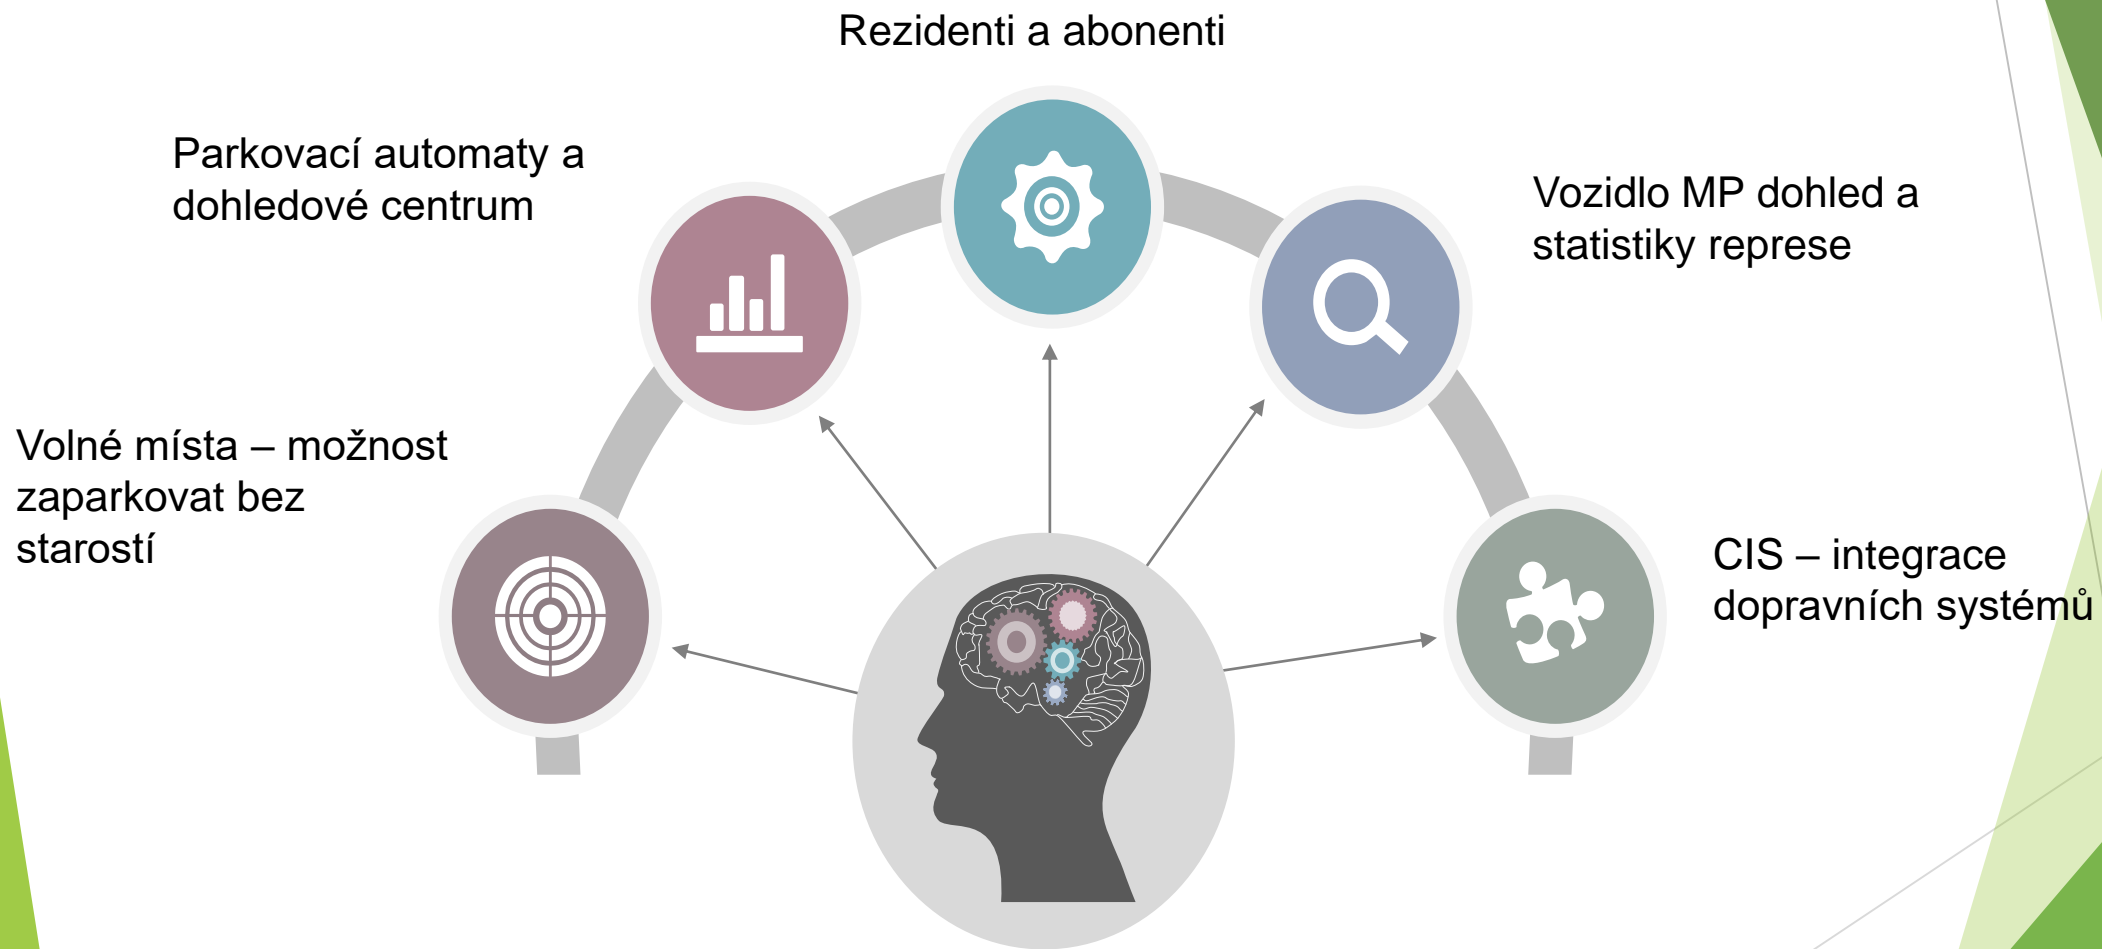 Rezidenti a abonenti
Parkovací automaty a
dohledové centrum
Vozidlo MP dohled a
statistiky represe
Volné místa – možnost
zaparkovat bez
starostí
CIS – integrace
dopravních systémů